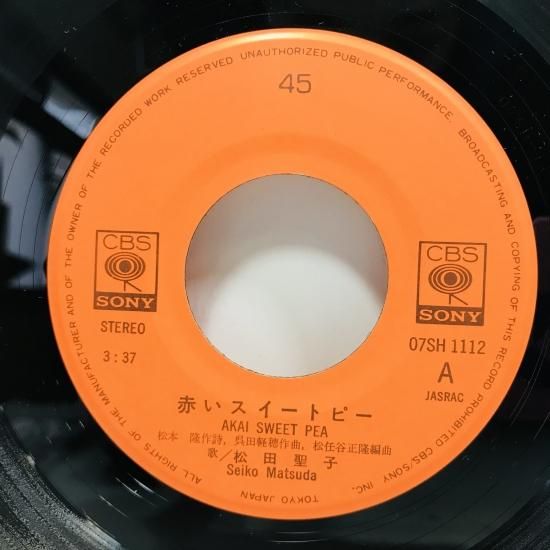 ALL RIGHTS OF THE MANUFACTURER AND OF THE OWNER OF THE RECORDED WORK RESERVED UNAUTHORIZED PUBLIC PERFORMANCE, BROADCASTING AND COPYING OF THIS RECORD PROHIBITED CBS/SONY INC. TOKYO JAPAN
45
CBS
SONY
STEREO
3:37
CBS
SONY
07SH 1112
A
JASRAC
赤いスイートピー
AKAI SWEET PEA
松本 隆作詩、呉田軽穂作曲、松任谷正隆編曲
歌/松田聖子
Seiko Matsuda